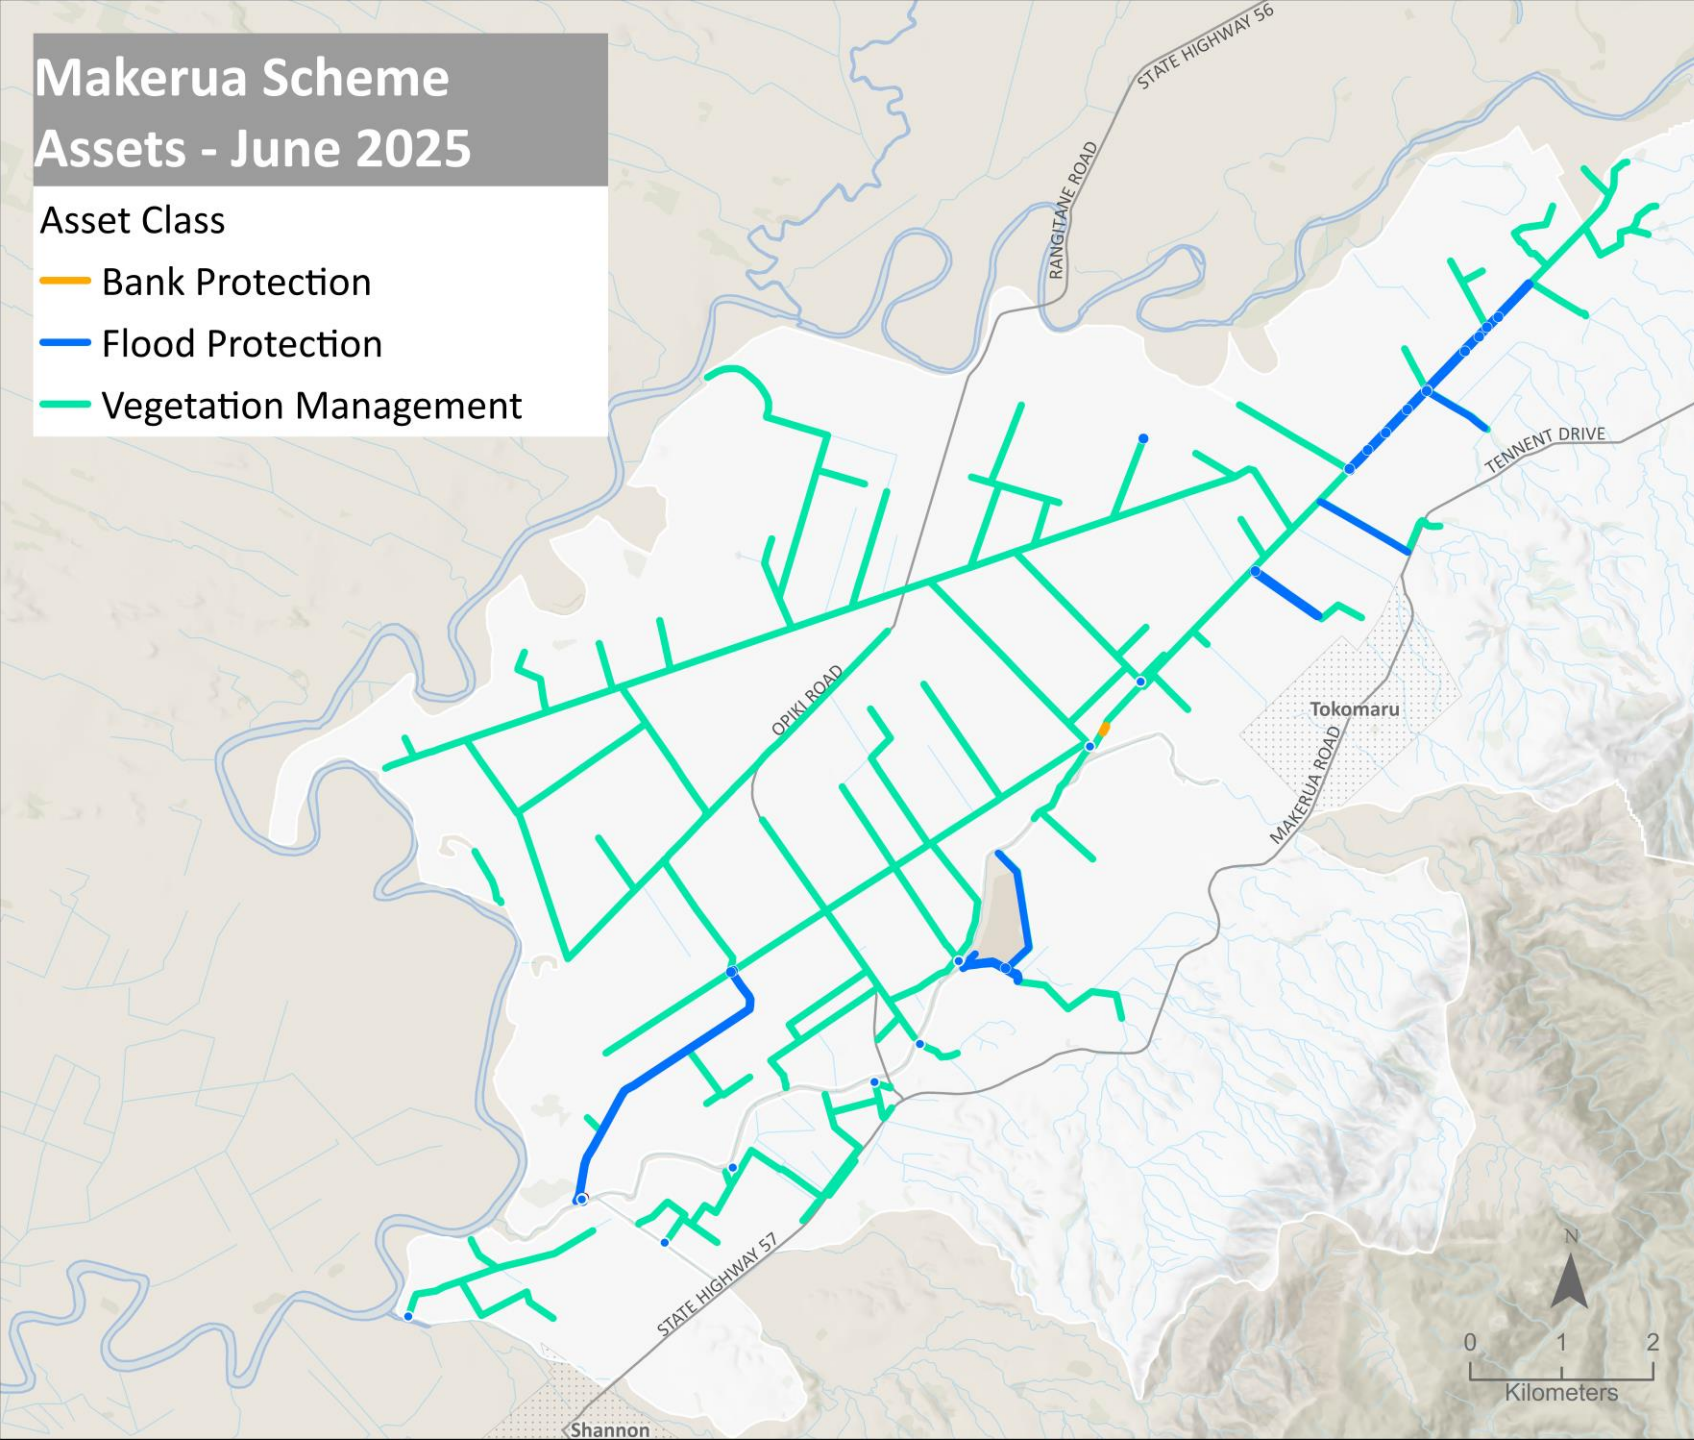 Makerua Scheme
Assets - June 2025
Asset Class
Bank Protection
Flood Protection
Vegetation Management
STATE HIGHWAY 56
RANGITANE ROAD
TENNENT DRIVE
OPIKI ROAD
Tokomaru
MAKERUA ROAD
STATE HIGHWAY 57
N
0 1 2
Kilometers
Shannon